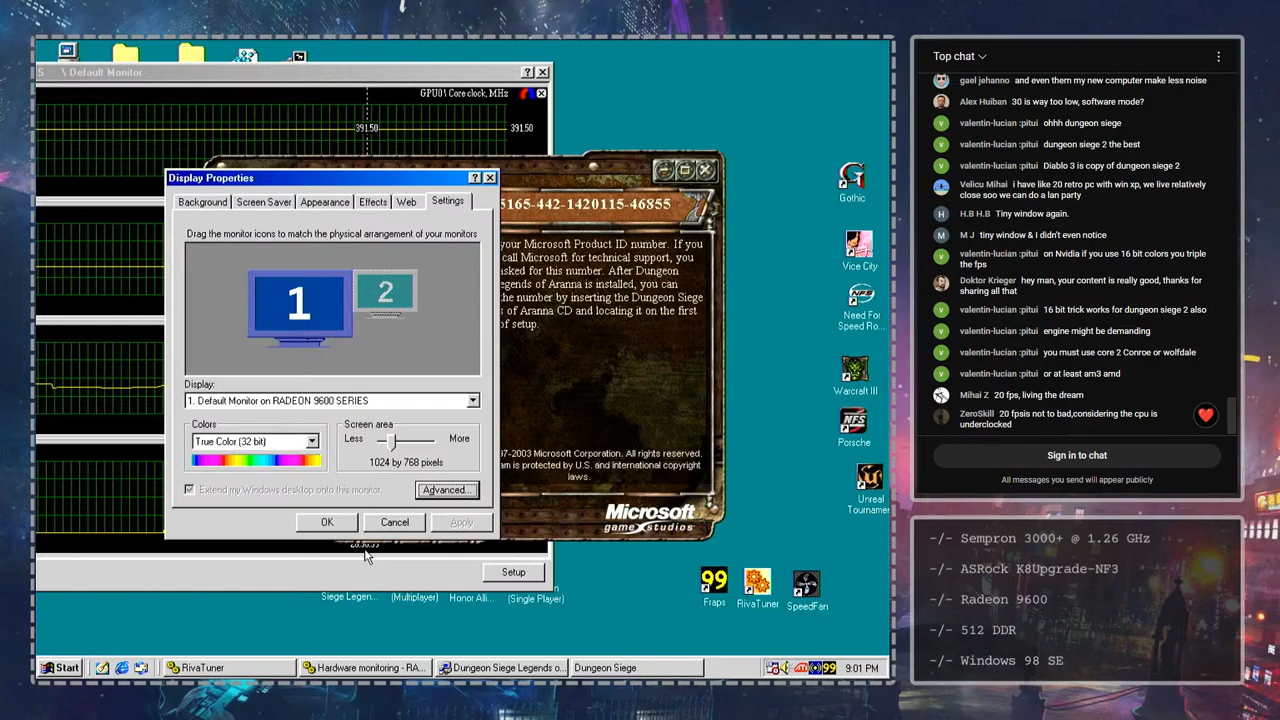 \ Default Monitor
GPU01 Core clock, MHz
391.50
391.50
Display Properties
Background
Screen Saver
Appearance
Effects
Web
Settings
Drag the monitor icons to match the physical arrangement of your monitors
1
2
Display:
1. Default Monitor on RADEON 9600 SERIES
Colors
True Color (32 bit)
Screen area
Less
More
1024 by 768 pixels
Extend my Windows desktop onto this monitor.
Advanced...
OK
Cancel
Apply
5165-442-1420115-46855
your Microsoft Product ID number. If you
call Microsoft for technical support, you
asked for this number. After Dungeon
egends of Aranna is installed, you can
the number by inserting the Dungeon Siege
s of Aranna CD and locating it on the first
of setup.
97-2003 Microsoft Corporation. All rights reserved.
am is protected by U.S. and international copyright
laws.
Microsoft
game studios
Setup
Siege Legen...
(Multiplayer)
Honor Alli...
(Single Player)
Gothic
Vice City
Need For
Speed Ro...
Warcraft III
Porsche
Unreal
Tournament
99
Fraps
RivaTuner
SpeedFan
Start
RivaTuner
Hardware monitoring - RA...
Dungeon Siege Legends o...
Dungeon Siege
99
9:01 PM
Top chat
gael jehanno and even them my new computer make less noise
Alex Huiban 30 is way too low, software mode?
valentin-lucian :pitui ohhh dungeon siege
valentin-lucian :pitui dungeon siege 2 the best
valentin-lucian :pitui Diablo 3 is copy of dungeon siege 2
Velicu Mihai i have like 20 retro pc with win xp, we live relatively
close soo we can do a lan party
H.B H.B Tiny window again.
M J tiny window & I didn't even notice
valentin-lucian :pitui on Nvidia if you use 16 bit colors you triple
the fps
Doktor Krieger hey man, your content is really good, thanks for
sharing all that
valentin-lucian :pitui 16 bit trick works for dungeon siege 2 also
valentin-lucian :pitui engine might be demanding
valentin-lucian :pitui you must use core 2 Conroe or wolfdale
valentin-lucian :pitui or at least am3 amd
Mihai Z 20 fps, living the dream
ZeroSkill 20 fpsis not to bad,considering the cpu is
underclocked
Sign in to chat
All messages you send will appear publicly
-/- Sempron 3000+ @ 1.26 GHz
-/- ASRock K8Upgrade-NF3
-/- Radeon 9600
-/- 512 DDR
-/- Windows 98 SE